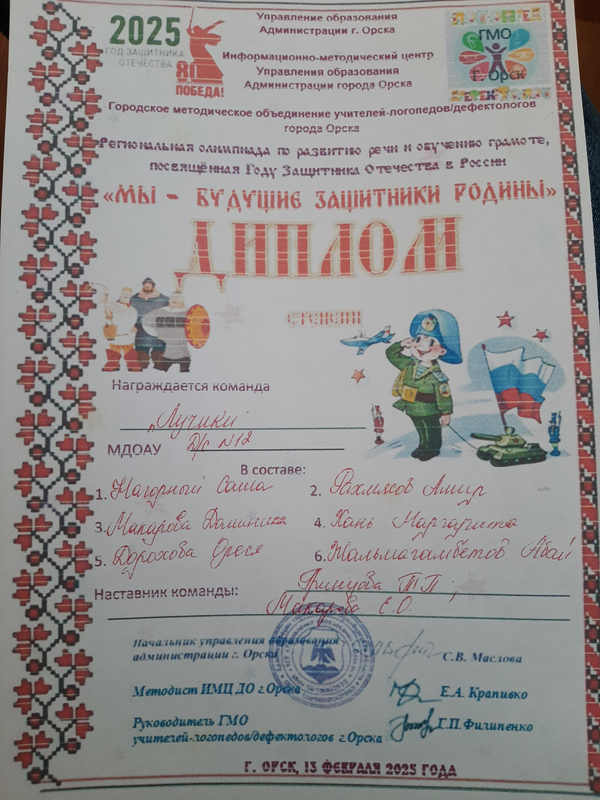 2025
ГОД ЗАЩИТНИКА
ОТЕЧЕСТВА
80
ПОБЕДА!
Управление образования
Администрации г. Орска
Информационно-методический центр
Управления образования
Администрации города Орска
ГМО
г. Орск
Городское методическое объединение учителей-логопедов/дефектологов
города Орска
Региональная олимпиада по развитию речи и обучению грамоте,
посвящённая Году Защитника Отечества в России
«МЫ - БУДУЩИЕ ЗАЩИТНИКИ РОДИНЫ»
ДИПЛОМ
степени
Награждается команда
„Лучики"
МДОАУ Д/с №12
В составе:
1. Нагорный Саша 2. Рахимов Амир
3. Макарова Доминика 4. Хань Маргарита
5. Дорохова Олеся 6. Жальмагамбетов Абай
Наставник команды: Т.П.;
Макарова Е.О.
Начальник управления образования
администрации г. Орска С.В. Маслова
Методист ИМЦ ДО г.Орска Е.А. Крапивко
Руководитель ГМО Г.П.Филипенко
учителей-логопедов/дефектологов г.Орска
Г. ОРСК, 13 ФЕВРАЛЯ 2025 ГОДА